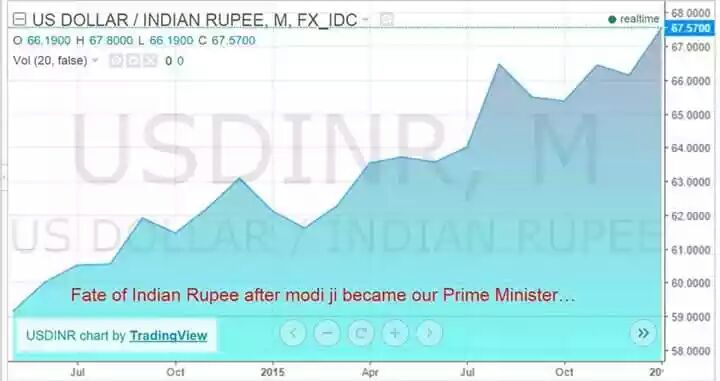 US DOLLAR / INDIAN RUPEE, M, FX_IDC
realtime
O 66.1900 H 67.8000 L 66.1900 C 67.5700
Vol (20, false) 0 0
68.0000
67.5700
67.0000
66.0000
65.0000
64.0000
63.0000
62.0000
61.0000
60.0000
59.0000
58.0000
USDINR, M
US DOLLAR / INDIAN RUPEE
Fate of Indian Rupee after modi ji became our Prime Minister...
USDINR chart by TradingView
Jul Oct 2015 Apr Jul Oct